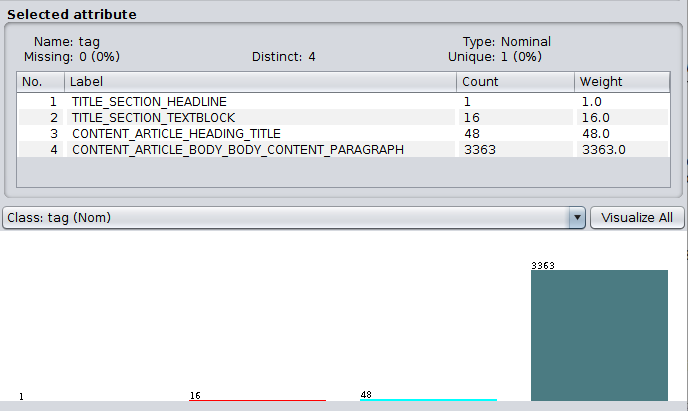 Selected attribute
Name: tag Type: Nominal
Missing: 0 (0%) Distinct: 4 Unique: 1 (0%)
No. Label Count Weight
1 TITLE_SECTION_HEADLINE 1 1.0
2 TITLE_SECTION_TEXTBLOCK 16 16.0
3 CONTENT_ARTICLE_HEADING_TITLE 48 48.0
4 CONTENT_ARTICLE_BODY_BODY_CONTENT_PARAGRAPH 3363 3363.0
Class: tag (Nom) Visualize All
3363
1 16 48